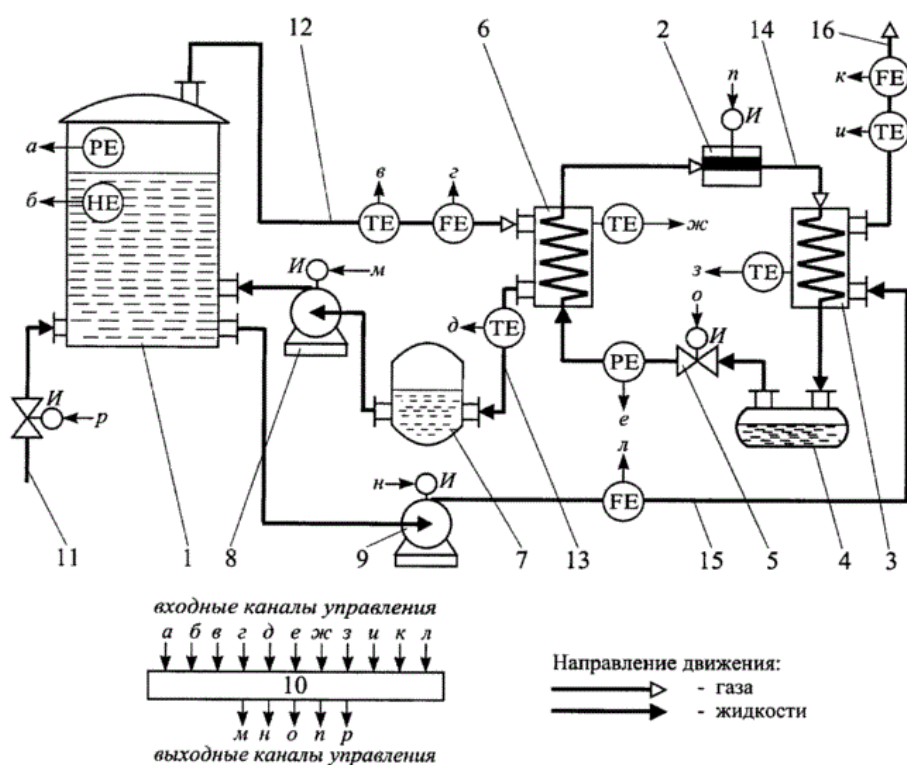 12
6
2
14
16
п
к
FE
И
а
PE
и
TE
б
НЕ
в
г
TE
FE
TE
ж
И
м
з
TE
о
И
д
TE
PE
И
р
е
л
н
И
FE
11
1
8
9
7
13
15
5
4
3
входные каналы управления
а б в г д е ж з и к л
10
м н о п р
выходные каналы управления
Направление движения:
- газа
- жидкости